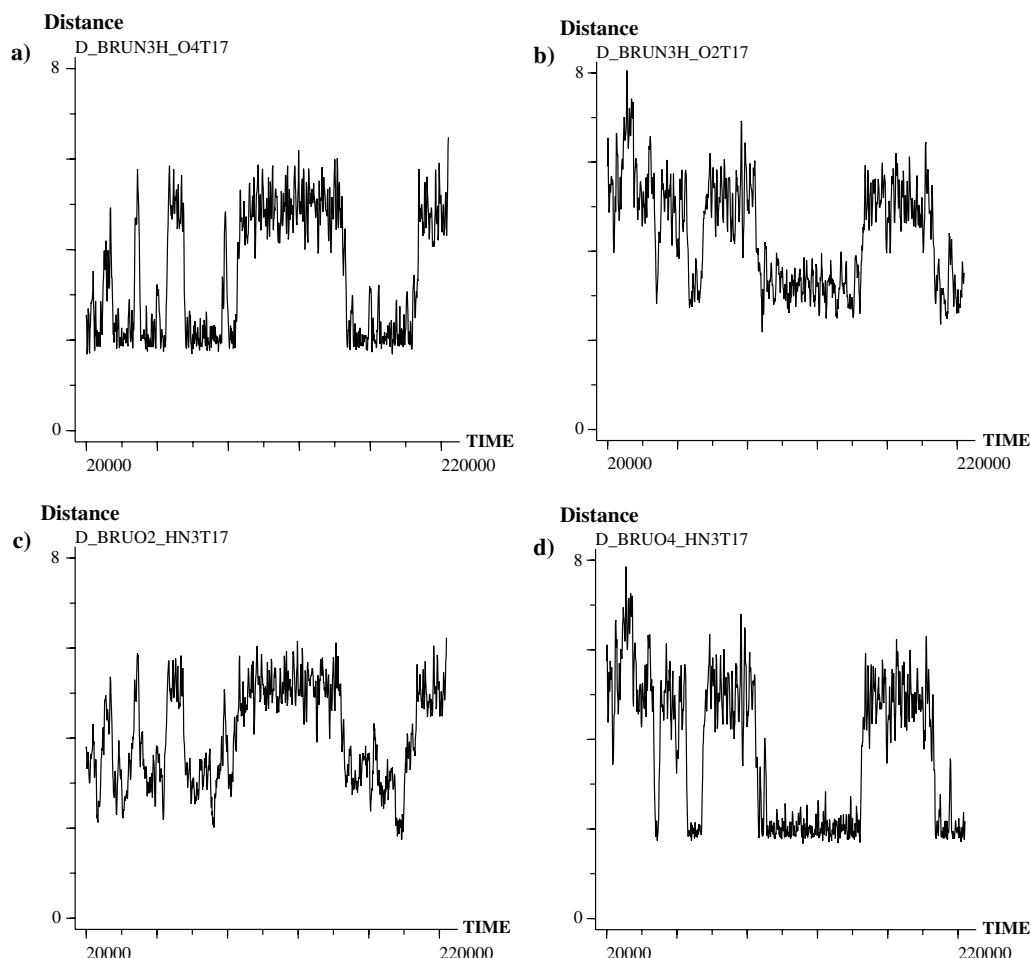 Distance
a)
D_BRUN3H_O4T17
8
0
TIME
20000
220000
Distance
b)
D_BRUN3H_O2T17
8
0
TIME
20000
220000
Distance
c)
D_BRUO2_HN3T17
8
0
TIME
20000
220000
Distance
d)
D_BRUO4_HN3T17
8
0
TIME
20000
220000